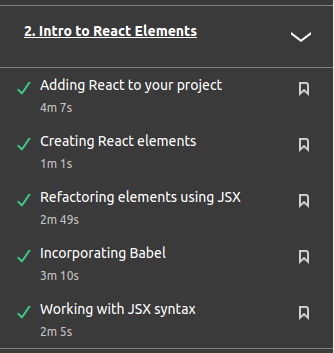 2. Intro to React Elements
Adding React to your project
4m 7s
Creating React elements
1m 1s
Refactoring elements using JSX
2m 49s
Incorporating Babel
3m 10s
Working with JSX syntax
2m 5s